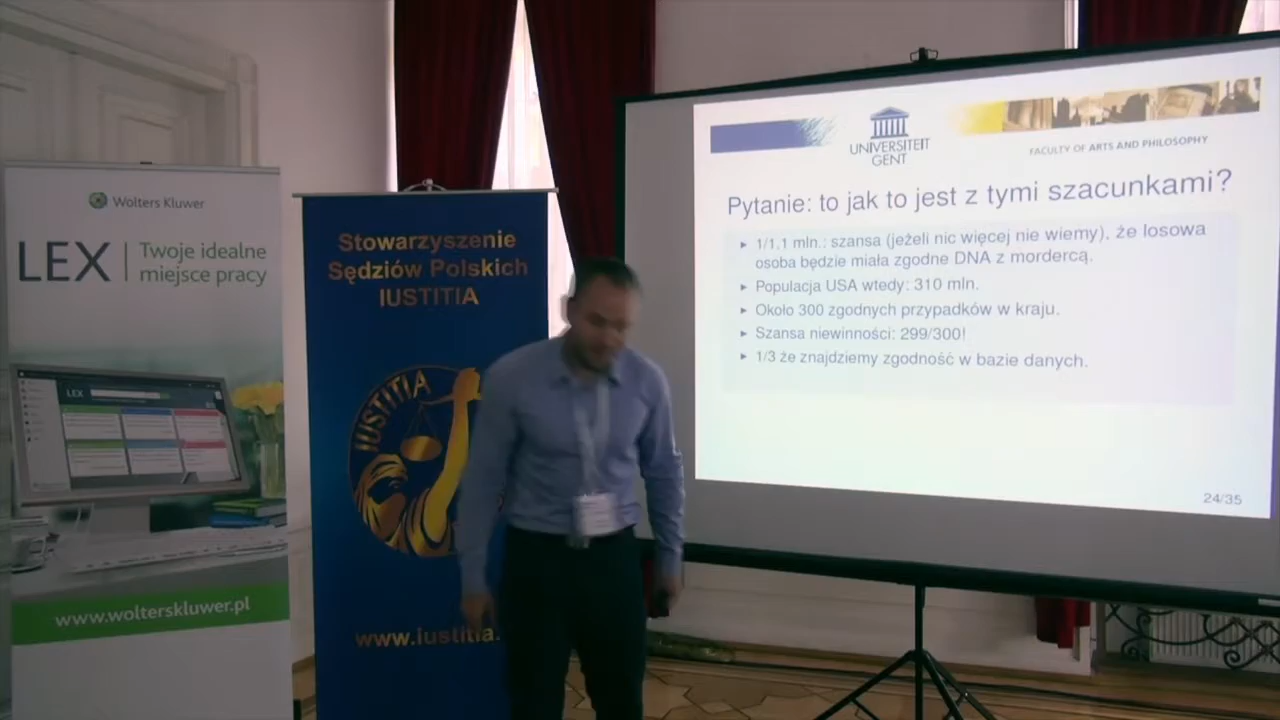 Wolters Kluwer
LEX
Twoje idealne
miejsce pracy
LEX
www.wolterskluwer.pl
Stowarzyszenie
Sędziów Polskich
IUSTITIA
IUSTITIA
www.iustitia.
UNIVERSITEIT
GENT
FACULTY OF ARTS AND PHILOSOPHY
Pytanie: to jak to jest z tymi szacunkami?
▸ 1/1.1 mln.: szansa (jeżeli nic więcej nie wiemy), że losowa
osoba będzie miała zgodne DNA z mordercą.
▸ Populacja USA wtedy: 310 mln.
▸ Około 300 zgodnych przypadków w kraju.
▸ Szansa niewinności: 299/300!
▸ 1/3 że znajdziemy zgodność w bazie danych.
24/35